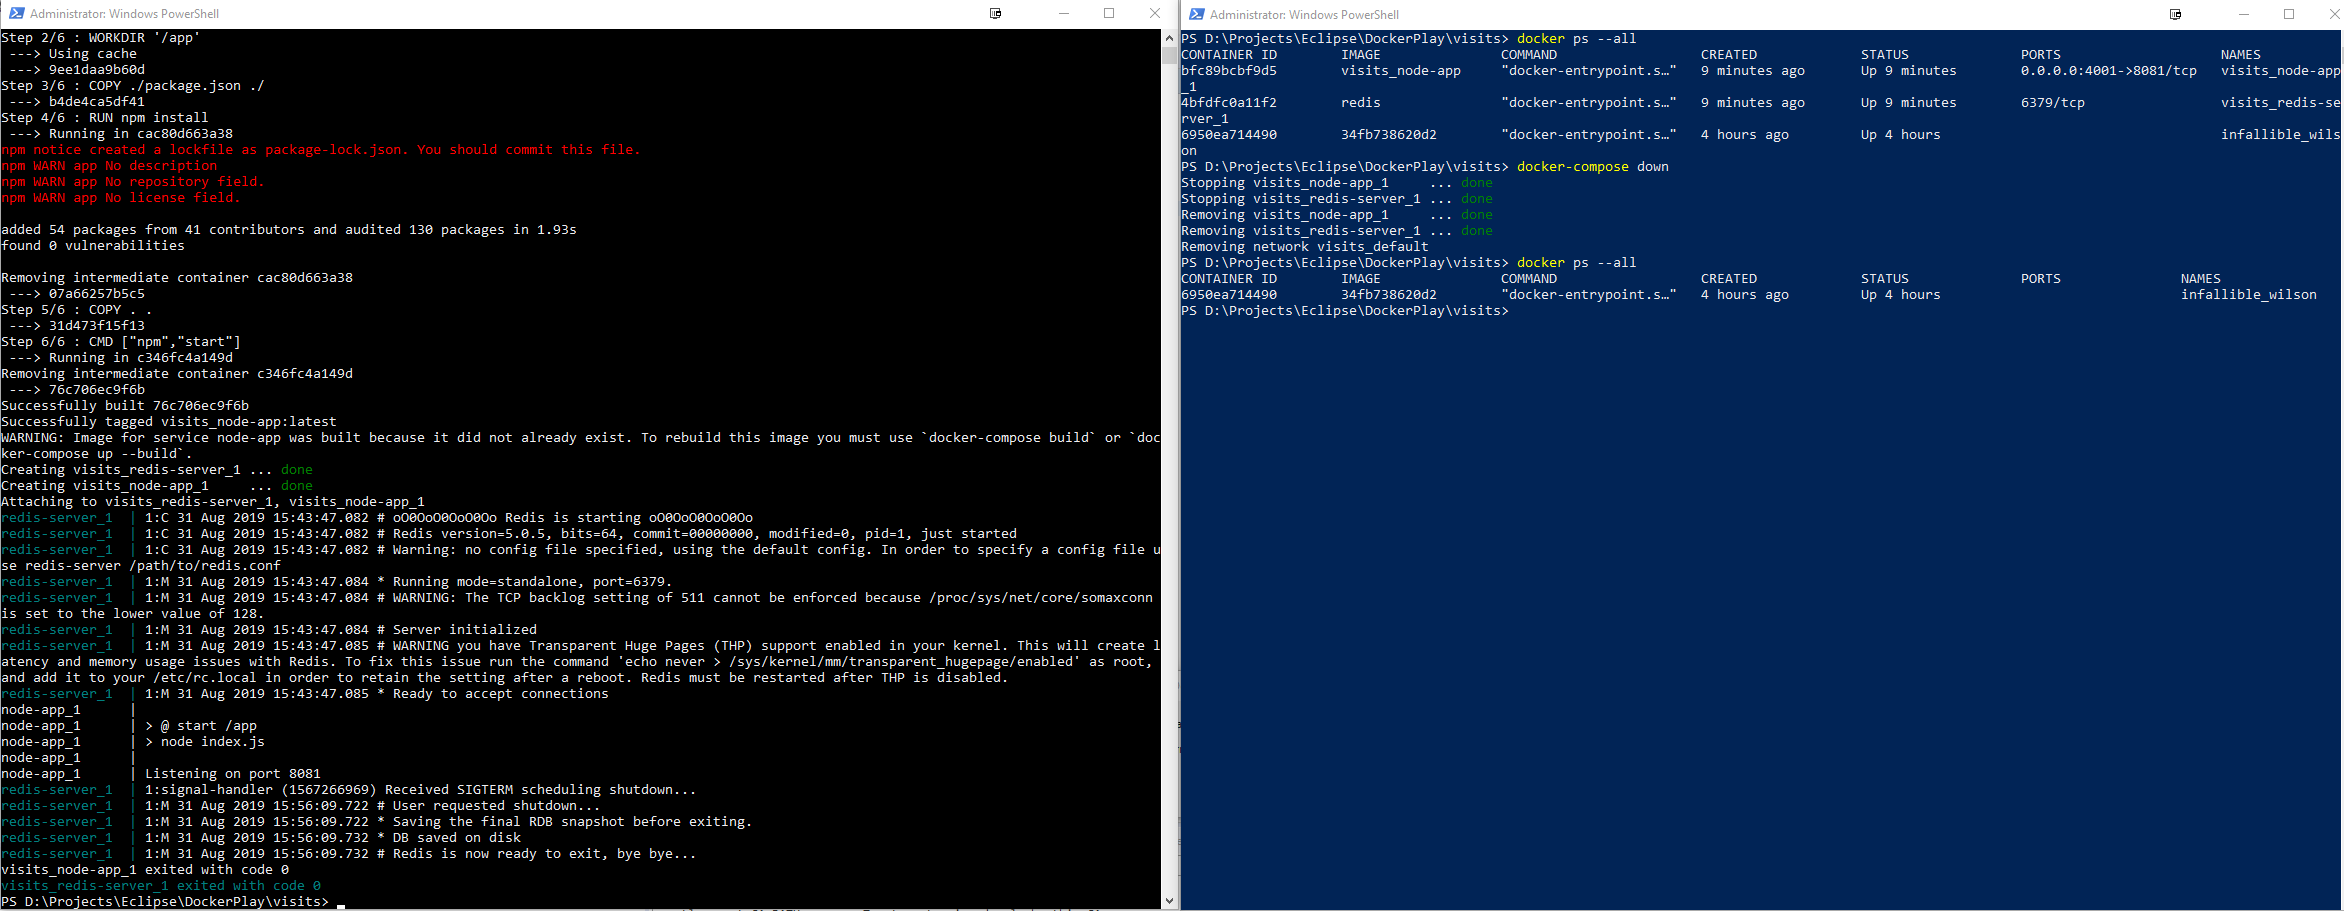 Administrator: Windows PowerShell
Step 2/6 : WORKDIR '/app'
 ---> Using cache
 ---> 9ee1daa9b60d
Step 3/6 : COPY ./package.json ./
 ---> b4de4ca5df41
Step 4/6 : RUN npm install
 ---> Running in cac80d663a38
npm notice created a lockfile as package-lock.json. You should commit this file.
npm WARN app No description
npm WARN app No repository field.
npm WARN app No license field.
added 54 packages from 41 contributors and audited 130 packages in 1.93s
found 0 vulnerabilities
Removing intermediate container cac80d663a38
 ---> 07a66257b5c5
Step 5/6 : COPY . .
 ---> 31d473f15f13
Step 6/6 : CMD ["npm","start"]
 ---> Running in c346fc4a149d
Removing intermediate container c346fc4a149d
 ---> 76c706ec9f6b
Successfully built 76c706ec9f6b
Successfully tagged visits_node-app:latest
WARNING: Image for service node-app was built because it did not already exist. To rebuild this image you must use `docker-compose build` or `doc
ker-compose up --build`.
Creating visits_redis-server_1 ... done
Creating visits_node-app_1     ... done
Attaching to visits_redis-server_1, visits_node-app_1
redis-server_1  | 1:C 31 Aug 2019 15:43:47.082 # oO0OoO0OoO0Oo Redis is starting oO0OoO0OoO0Oo
redis-server_1  | 1:C 31 Aug 2019 15:43:47.082 # Redis version=5.0.5, bits=64, commit=00000000, modified=0, pid=1, just started
redis-server_1  | 1:C 31 Aug 2019 15:43:47.082 # Warning: no config file specified, using the default config. In order to specify a config file u
se redis-server /path/to/redis.conf
redis-server_1  | 1:M 31 Aug 2019 15:43:47.084 * Running mode=standalone, port=6379.
redis-server_1  | 1:M 31 Aug 2019 15:43:47.084 # WARNING: The TCP backlog setting of 511 cannot be enforced because /proc/sys/net/core/somaxconn
is set to the lower value of 128.
redis-server_1  | 1:M 31 Aug 2019 15:43:47.084 # Server initialized
redis-server_1  | 1:M 31 Aug 2019 15:43:47.085 # WARNING you have Transparent Huge Pages (THP) support enabled in your kernel. This will create l
atency and memory usage issues with Redis. To fix this issue run the command 'echo never > /sys/kernel/mm/transparent_hugepage/enabled' as root,
and add it to your /etc/rc.local in order to retain the setting after a reboot. Redis must be restarted after THP is disabled.
redis-server_1  | 1:M 31 Aug 2019 15:43:47.085 * Ready to accept connections
node-app_1      |
node-app_1      | > @ start /app
node-app_1      | > node index.js
node-app_1      |
node-app_1      | Listening on port 8081
redis-server_1  | 1:signal-handler (1567266969) Received SIGTERM scheduling shutdown...
redis-server_1  | 1:M 31 Aug 2019 15:56:09.722 # User requested shutdown...
redis-server_1  | 1:M 31 Aug 2019 15:56:09.722 * Saving the final RDB snapshot before exiting.
redis-server_1  | 1:M 31 Aug 2019 15:56:09.732 * DB saved on disk
redis-server_1  | 1:M 31 Aug 2019 15:56:09.732 # Redis is now ready to exit, bye bye...
visits_node-app_1 exited with code 0
visits_redis-server_1 exited with code 0
PS D:\Projects\Eclipse\DockerPlay\visits>
Administrator: Windows PowerShell
PS D:\Projects\Eclipse\DockerPlay\visits> docker ps --all
CONTAINER ID        IMAGE               COMMAND                  CREATED             STATUS              PORTS                    NAMES
bfc89bcbf9d5        visits_node-app     "docker-entrypoint.s…"   9 minutes ago       Up 9 minutes        0.0.0.0:4001->8081/tcp   visits_node-app
_1
4bfdfc0a11f2        redis               "docker-entrypoint.s…"   9 minutes ago       Up 9 minutes        6379/tcp                 visits_redis-se
rver_1
6950ea714490        34fb738620d2        "docker-entrypoint.s…"   4 hours ago         Up 4 hours                                   infallible_wils
on
PS D:\Projects\Eclipse\DockerPlay\visits> docker-compose down
Stopping visits_node-app_1     ... done
Stopping visits_redis-server_1 ... done
Removing visits_node-app_1     ... done
Removing visits_redis-server_1 ... done
Removing network visits_default
PS D:\Projects\Eclipse\DockerPlay\visits> docker ps --all
CONTAINER ID        IMAGE               COMMAND                  CREATED             STATUS              PORTS               NAMES
6950ea714490        34fb738620d2        "docker-entrypoint.s…"   4 hours ago         Up 4 hours                              infallible_wilson
PS D:\Projects\Eclipse\DockerPlay\visits>